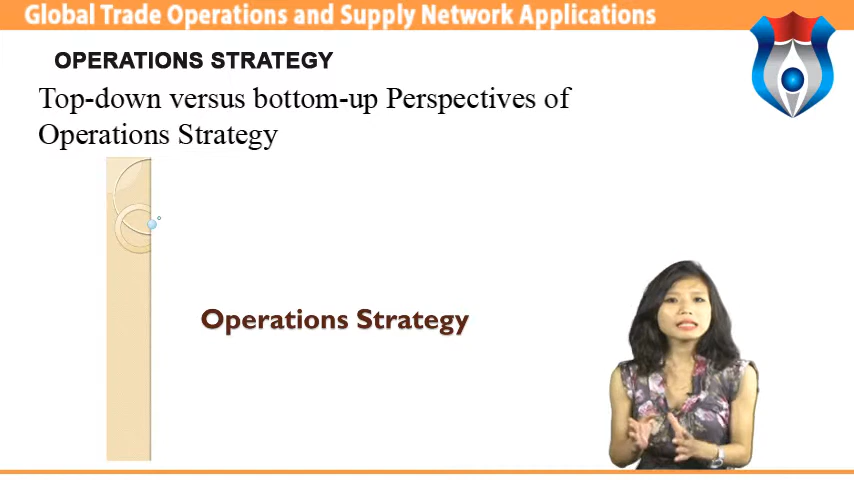 Global Trade Operations and Supply Network Applications
OPERATIONS STRATEGY
Top-down versus bottom-up Perspectives of
Operations Strategy
Operations Strategy